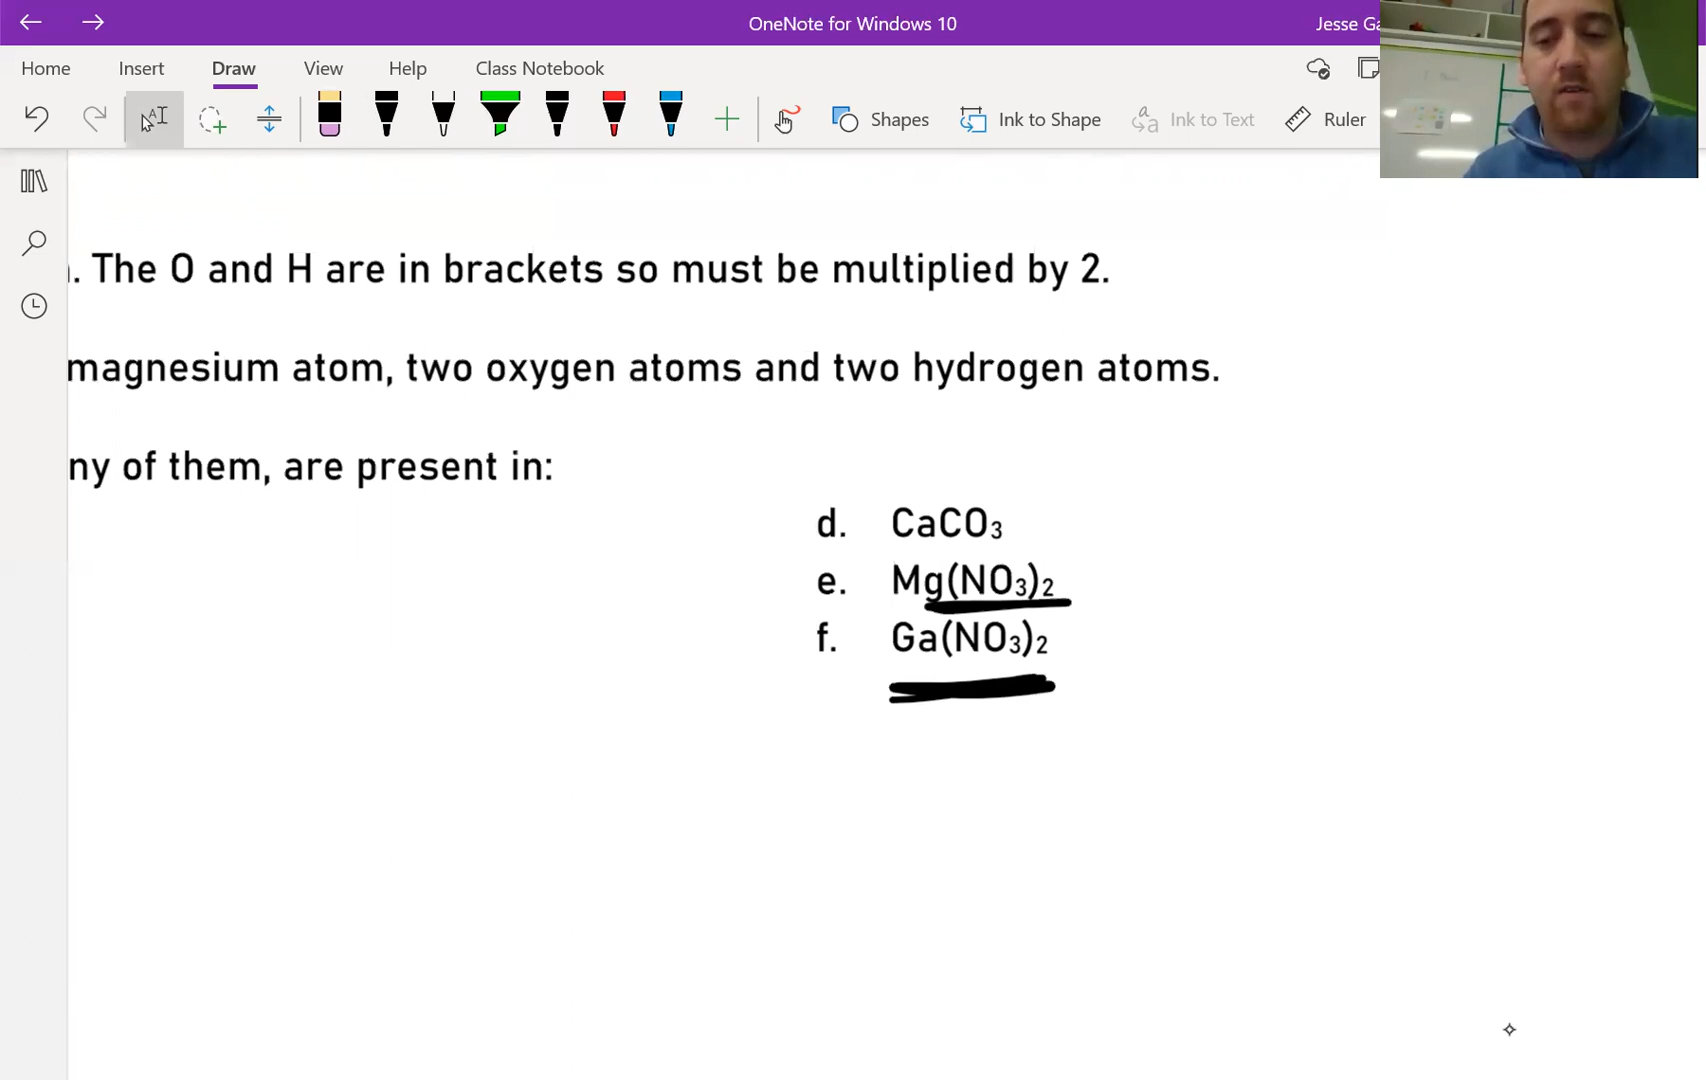 OneNote for Windows 10
Jesse Ga
Home Insert Draw View Help Class Notebook
Shapes Ink to Shape Ink to Text Ruler
. The O and H are in brackets so must be multiplied by 2.
magnesium atom, two oxygen atoms and two hydrogen atoms.
ny of them, are present in:
d. CaCO₃
e. Mg(NO₃)₂
f. Ga(NO₃)₂